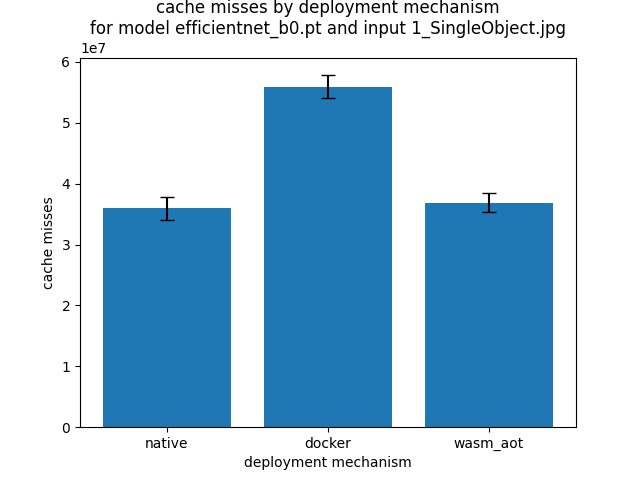 cache misses by deployment mechanism
for model efficientnet_b0.pt and input 1_SingleObject.jpg
1e7
6
5
4
3
2
1
0
cache misses
native
docker
wasm_aot
deployment mechanism